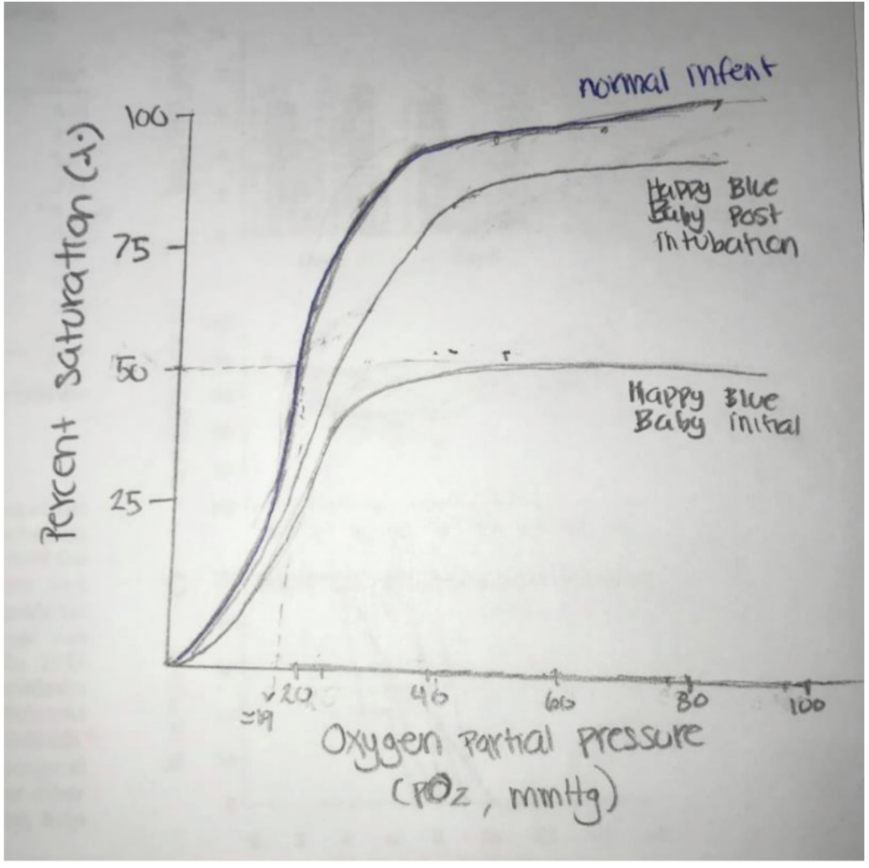 normal infent
100
Happy Blue
Baby Post
intubation
75
50
Happy Blue
Baby initial
25
Percent Saturation (%)
20 40 60 80 100
≈19
Oxygen Partial Pressure
(PO2, mmHg)